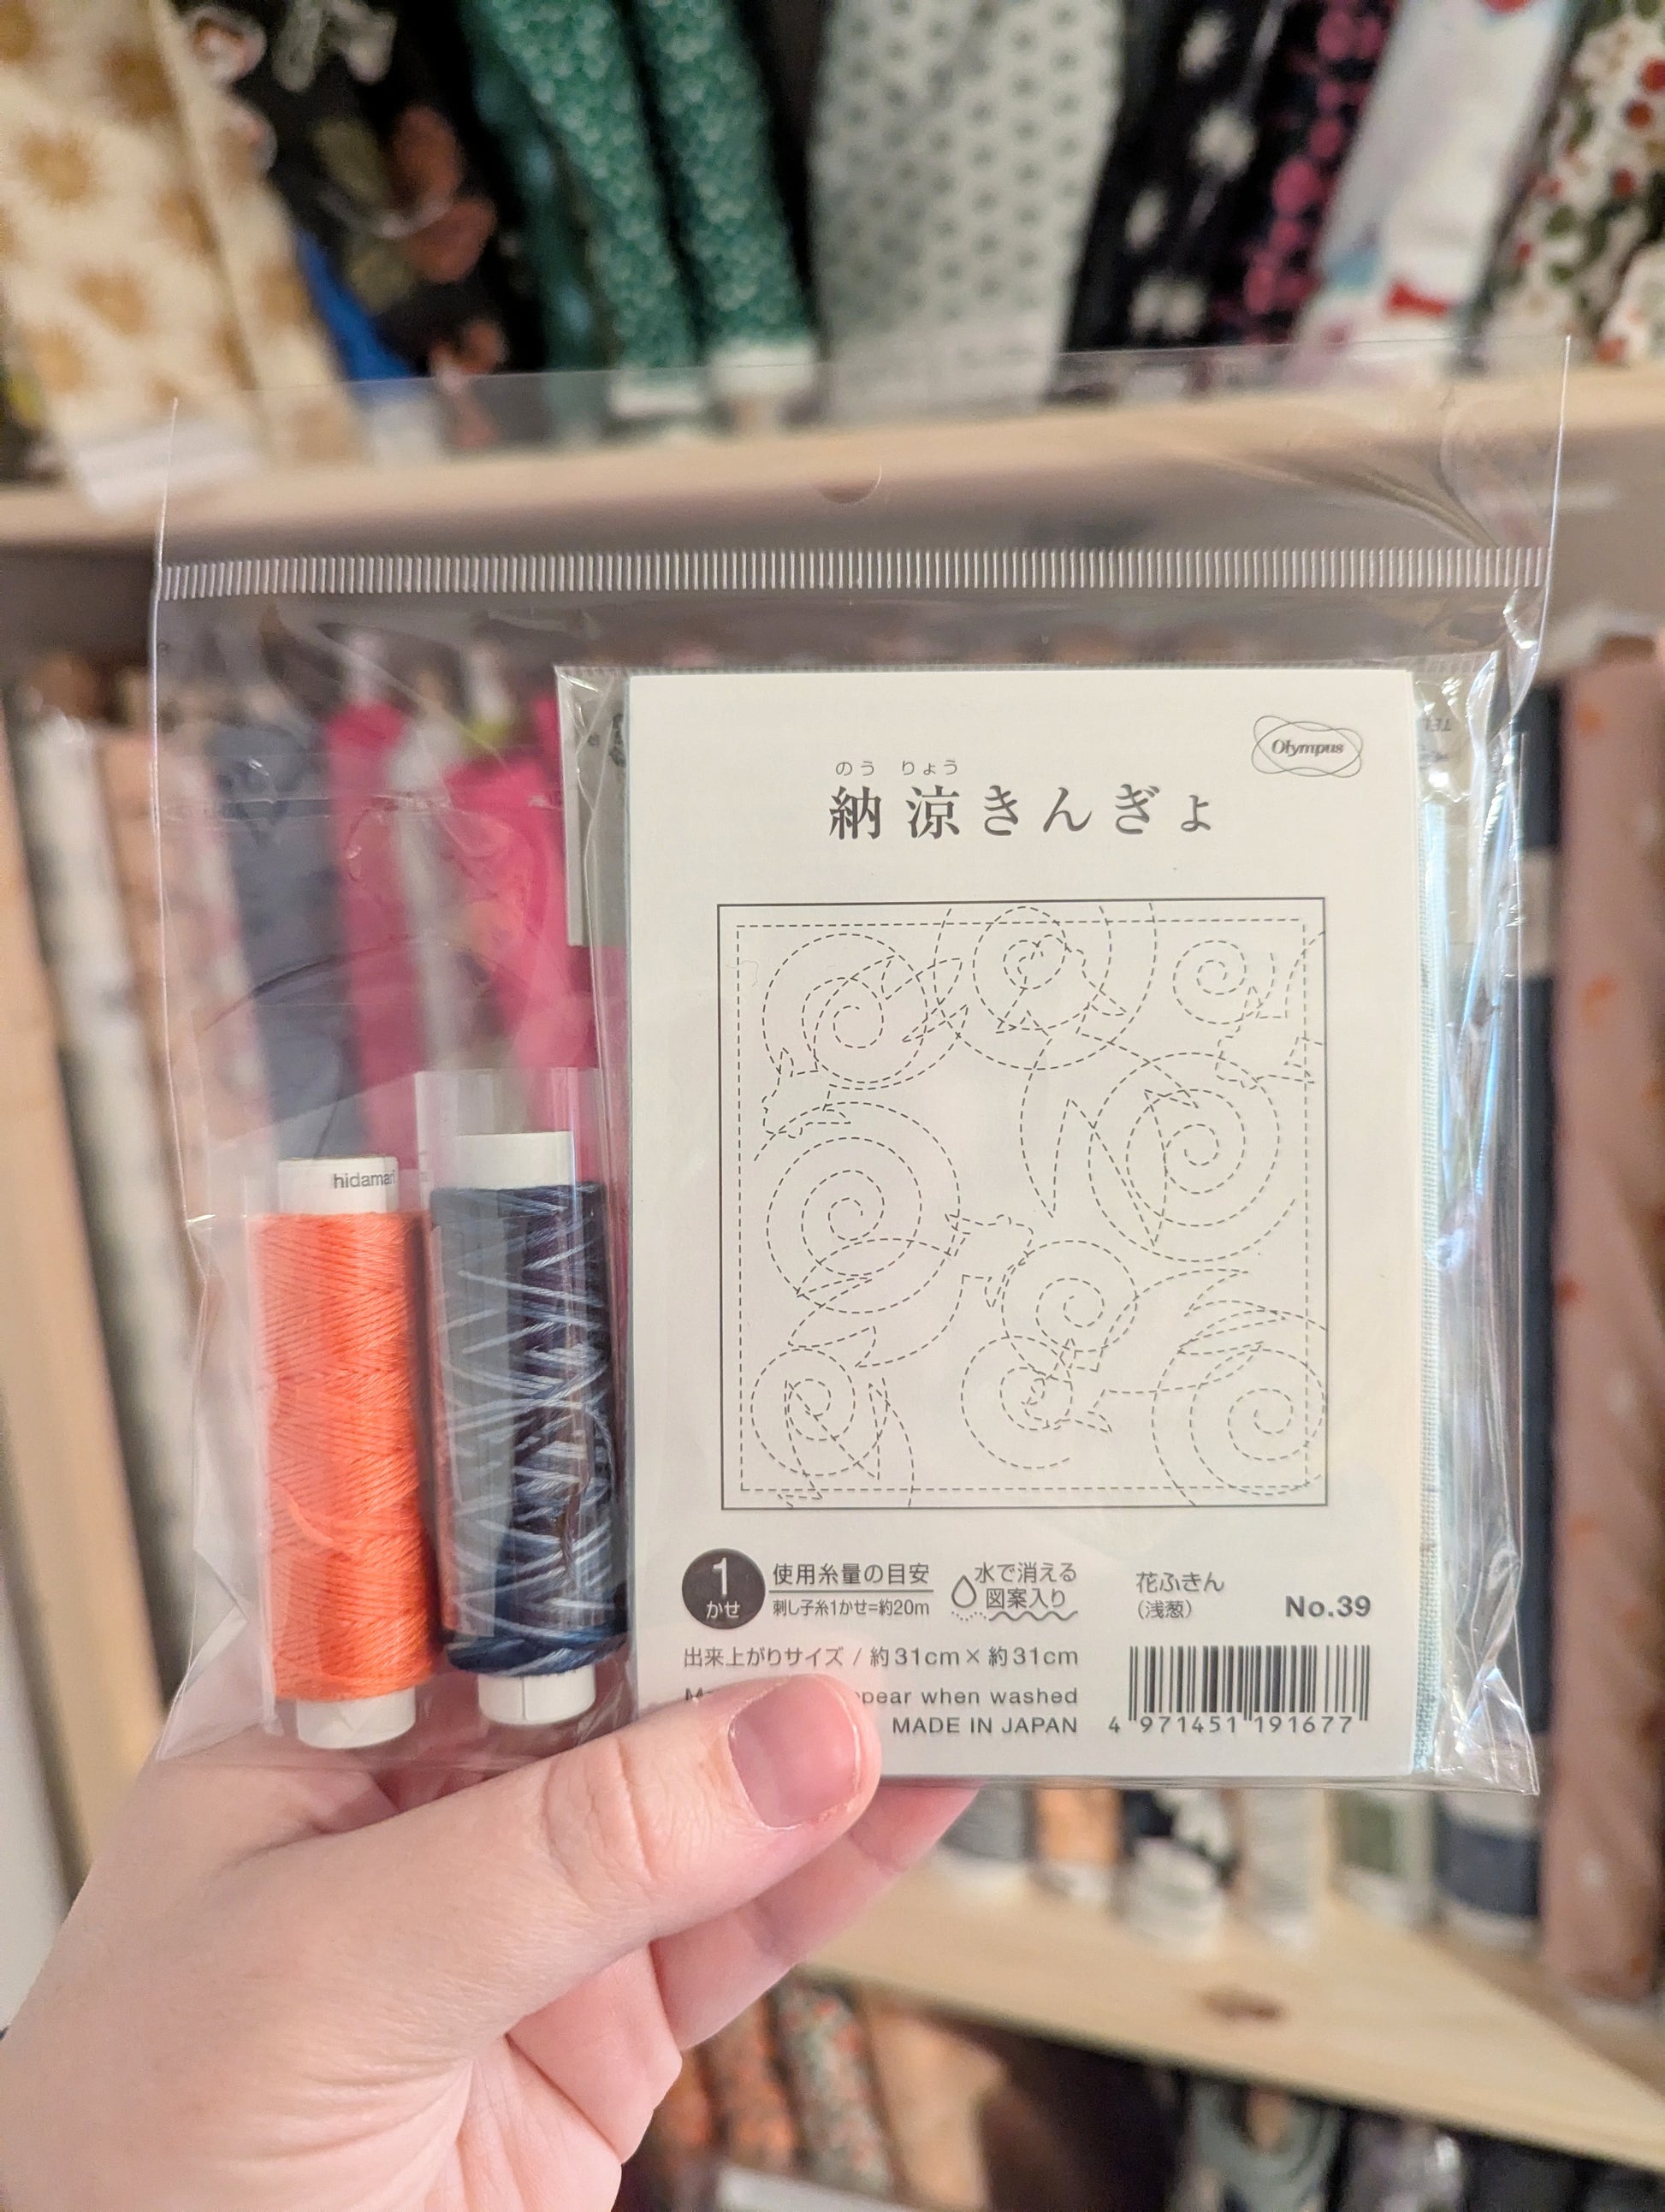 Olympus
のう りょう
納涼きんぎょ
hidamari
1
かせ
使用糸量の目安
刺し子糸1かせ=約20m
水で消える
図案入り
花ふきん
(浅葱)
No.39
出来上がりサイズ / 約31cm×約31cm
when washed
MADE IN JAPAN
4 971451 191677